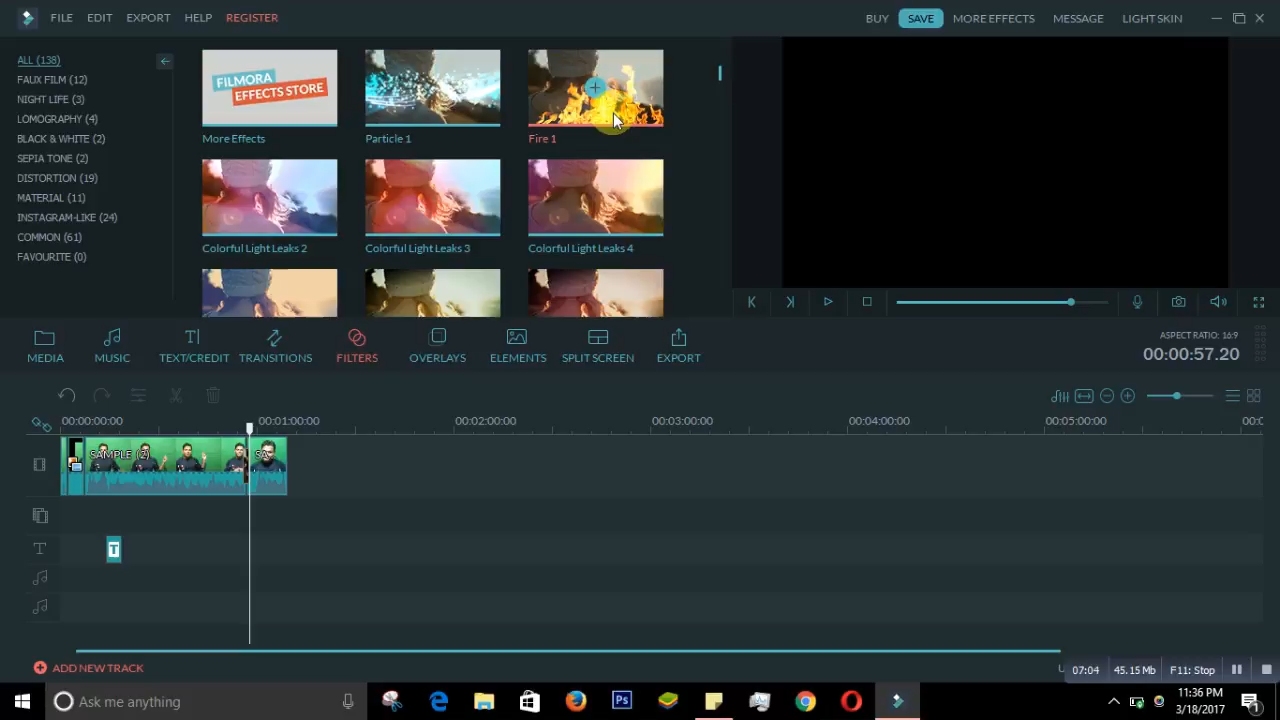 FILE EDIT EXPORT HELP REGISTER BUY SAVE MORE EFFECTS MESSAGE LIGHT SKIN
ALL (138)
FAUX FILM (12)
NIGHT LIFE (3)
LOMOGRAPHY (4)
BLACK & WHITE (2)
SEPIA TONE (2)
DISTORTION (19)
MATERIAL (11)
INSTAGRAM-LIKE (24)
COMMON (61)
FAVOURITE (0)
FILMORA
EFFECTS STORE
More Effects Particle 1 Fire 1
Colorful Light Leaks 2 Colorful Light Leaks 3 Colorful Light Leaks 4
MEDIA MUSIC TEXT/CREDIT TRANSITIONS FILTERS OVERLAYS ELEMENTS SPLIT SCREEN EXPORT
ASPECT RATIO: 16:9
00:00:57.20
00:00:00:00 00:01:00:00 00:02:00:00 00:03:00:00 00:04:00:00 00:05:00:00
SAMPLE (2)
T
T
ADD NEW TRACK
07:04 45.15 Mb F11: Stop
Ask me anything
Ps
11:36 PM
3/18/2017
1